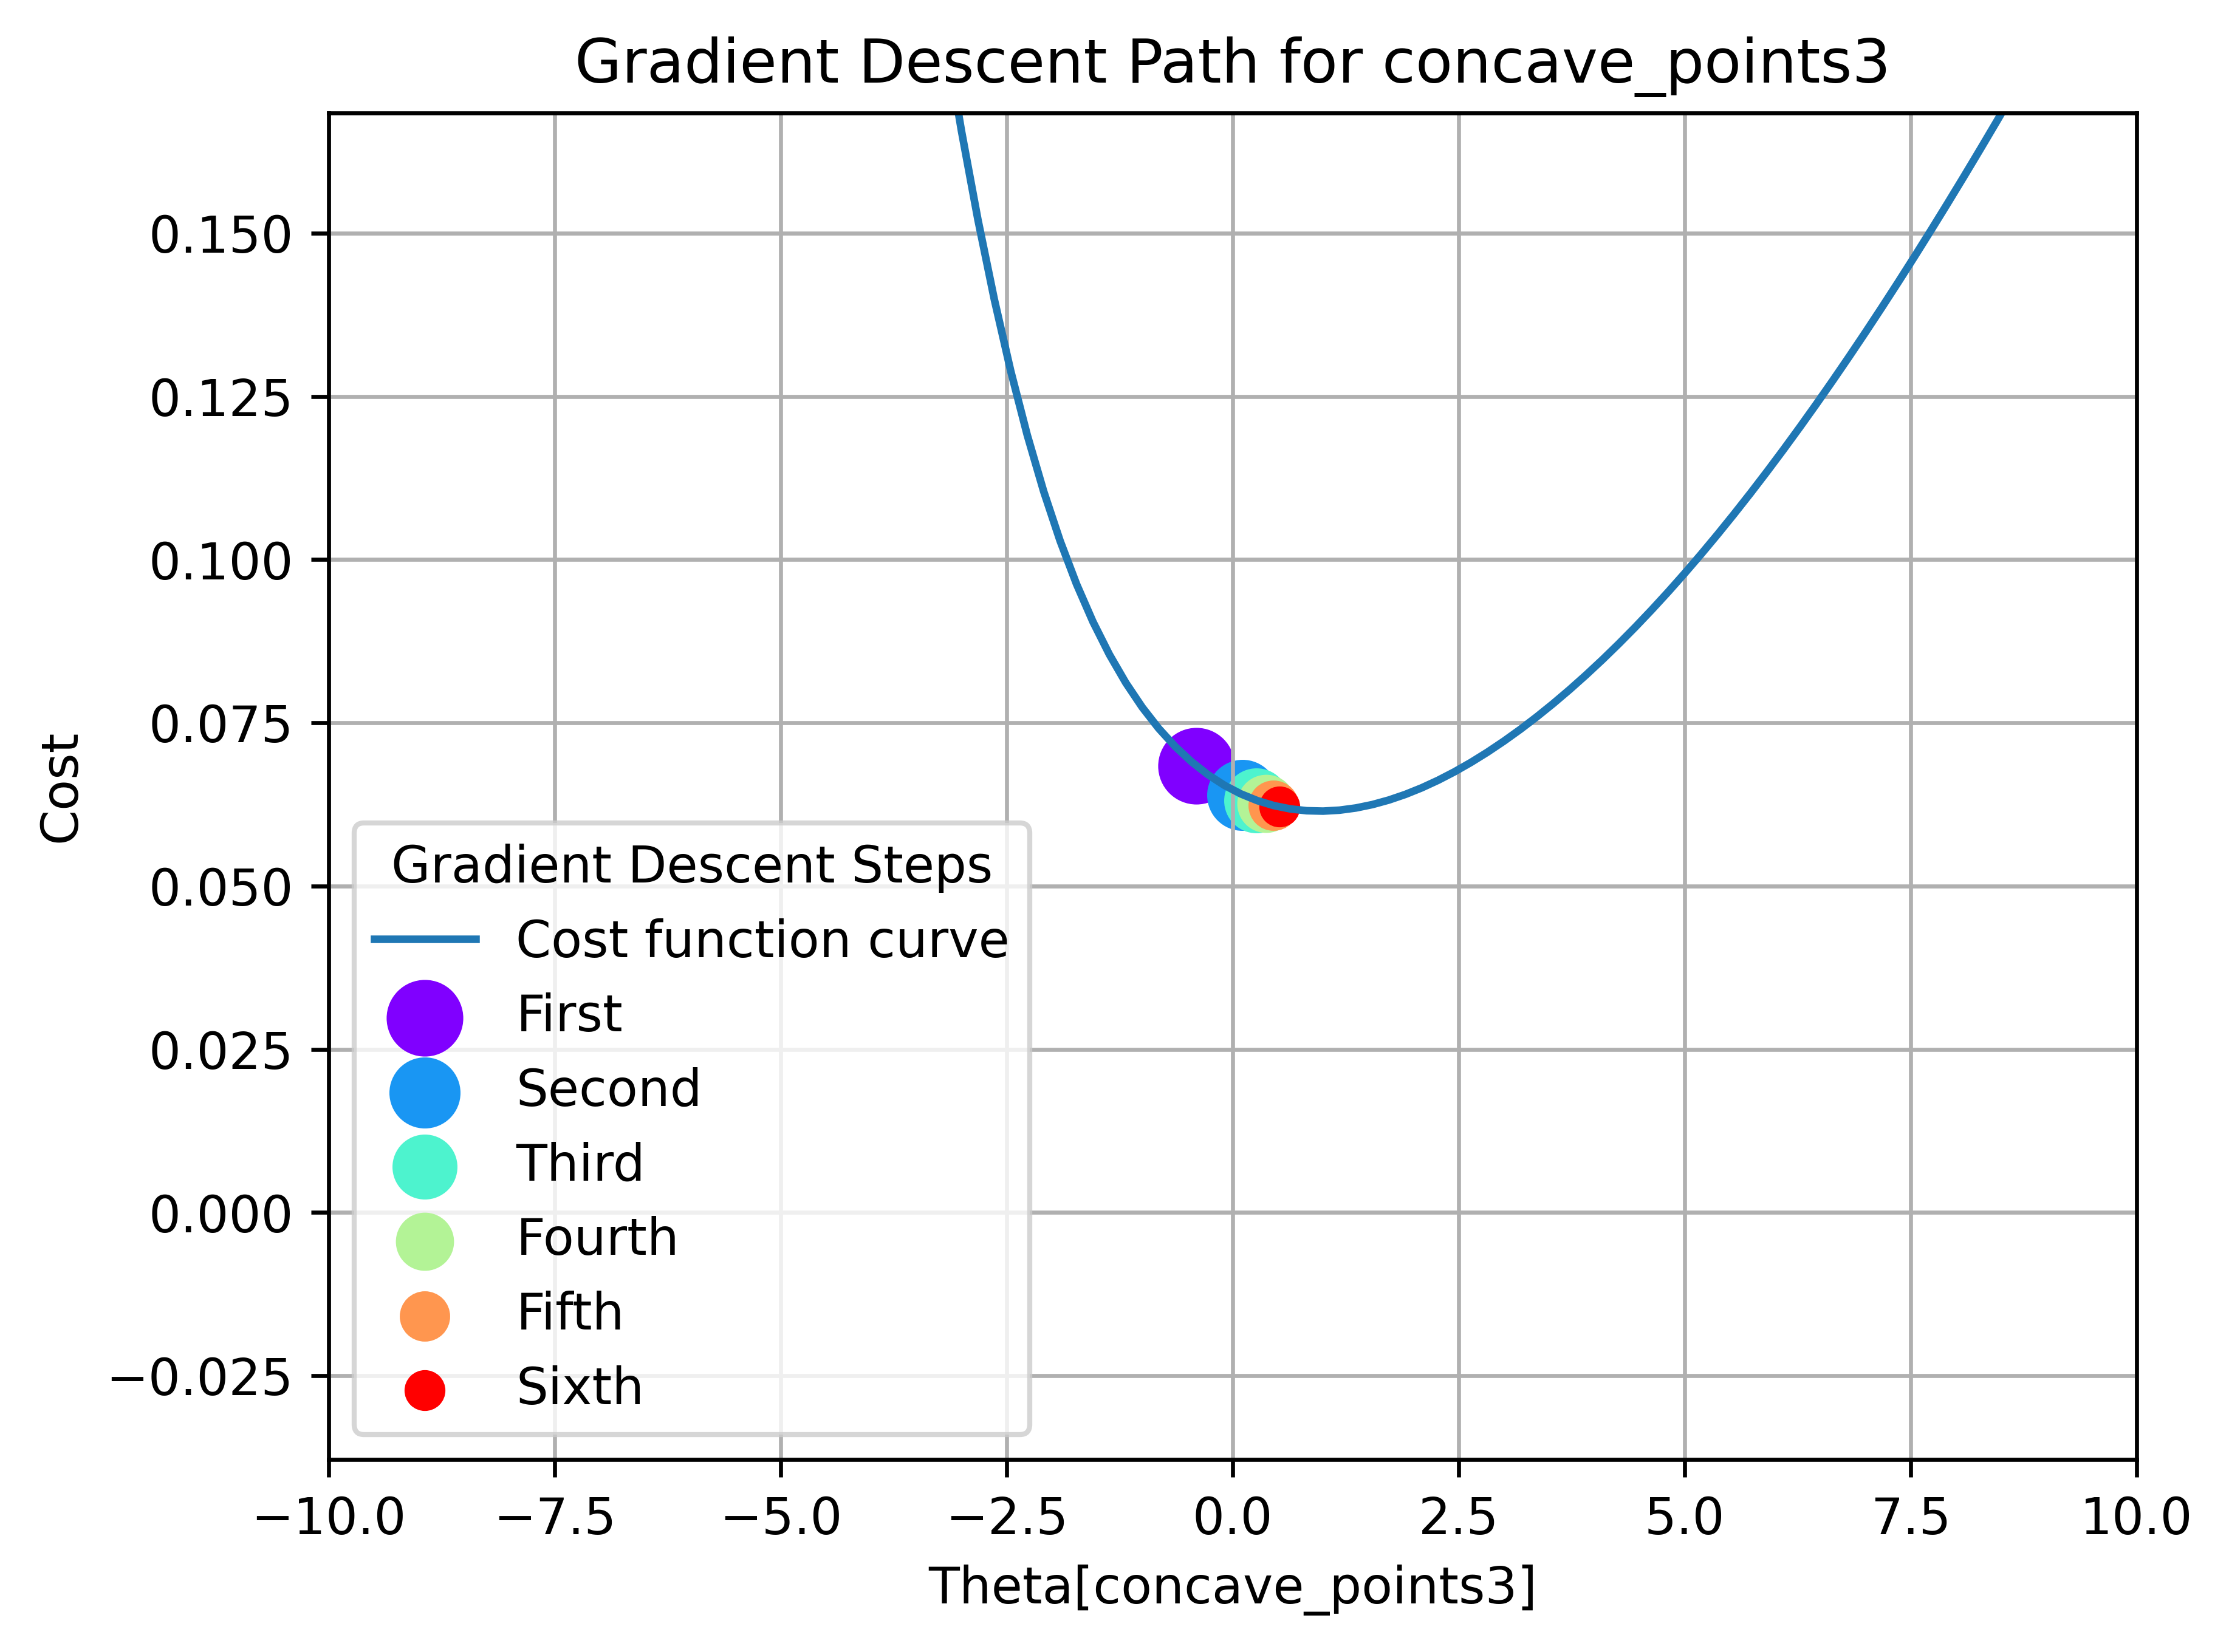 Gradient Descent Path for concave_points3
Cost
0.150
0.125
0.100
0.075
0.050
0.025
0.000
−0.025
Gradient Descent Steps
Cost function curve
First
Second
Third
Fourth
Fifth
Sixth
−10.0 −7.5 −5.0 −2.5 0.0 2.5 5.0 7.5 10.0
Theta[concave_points3]